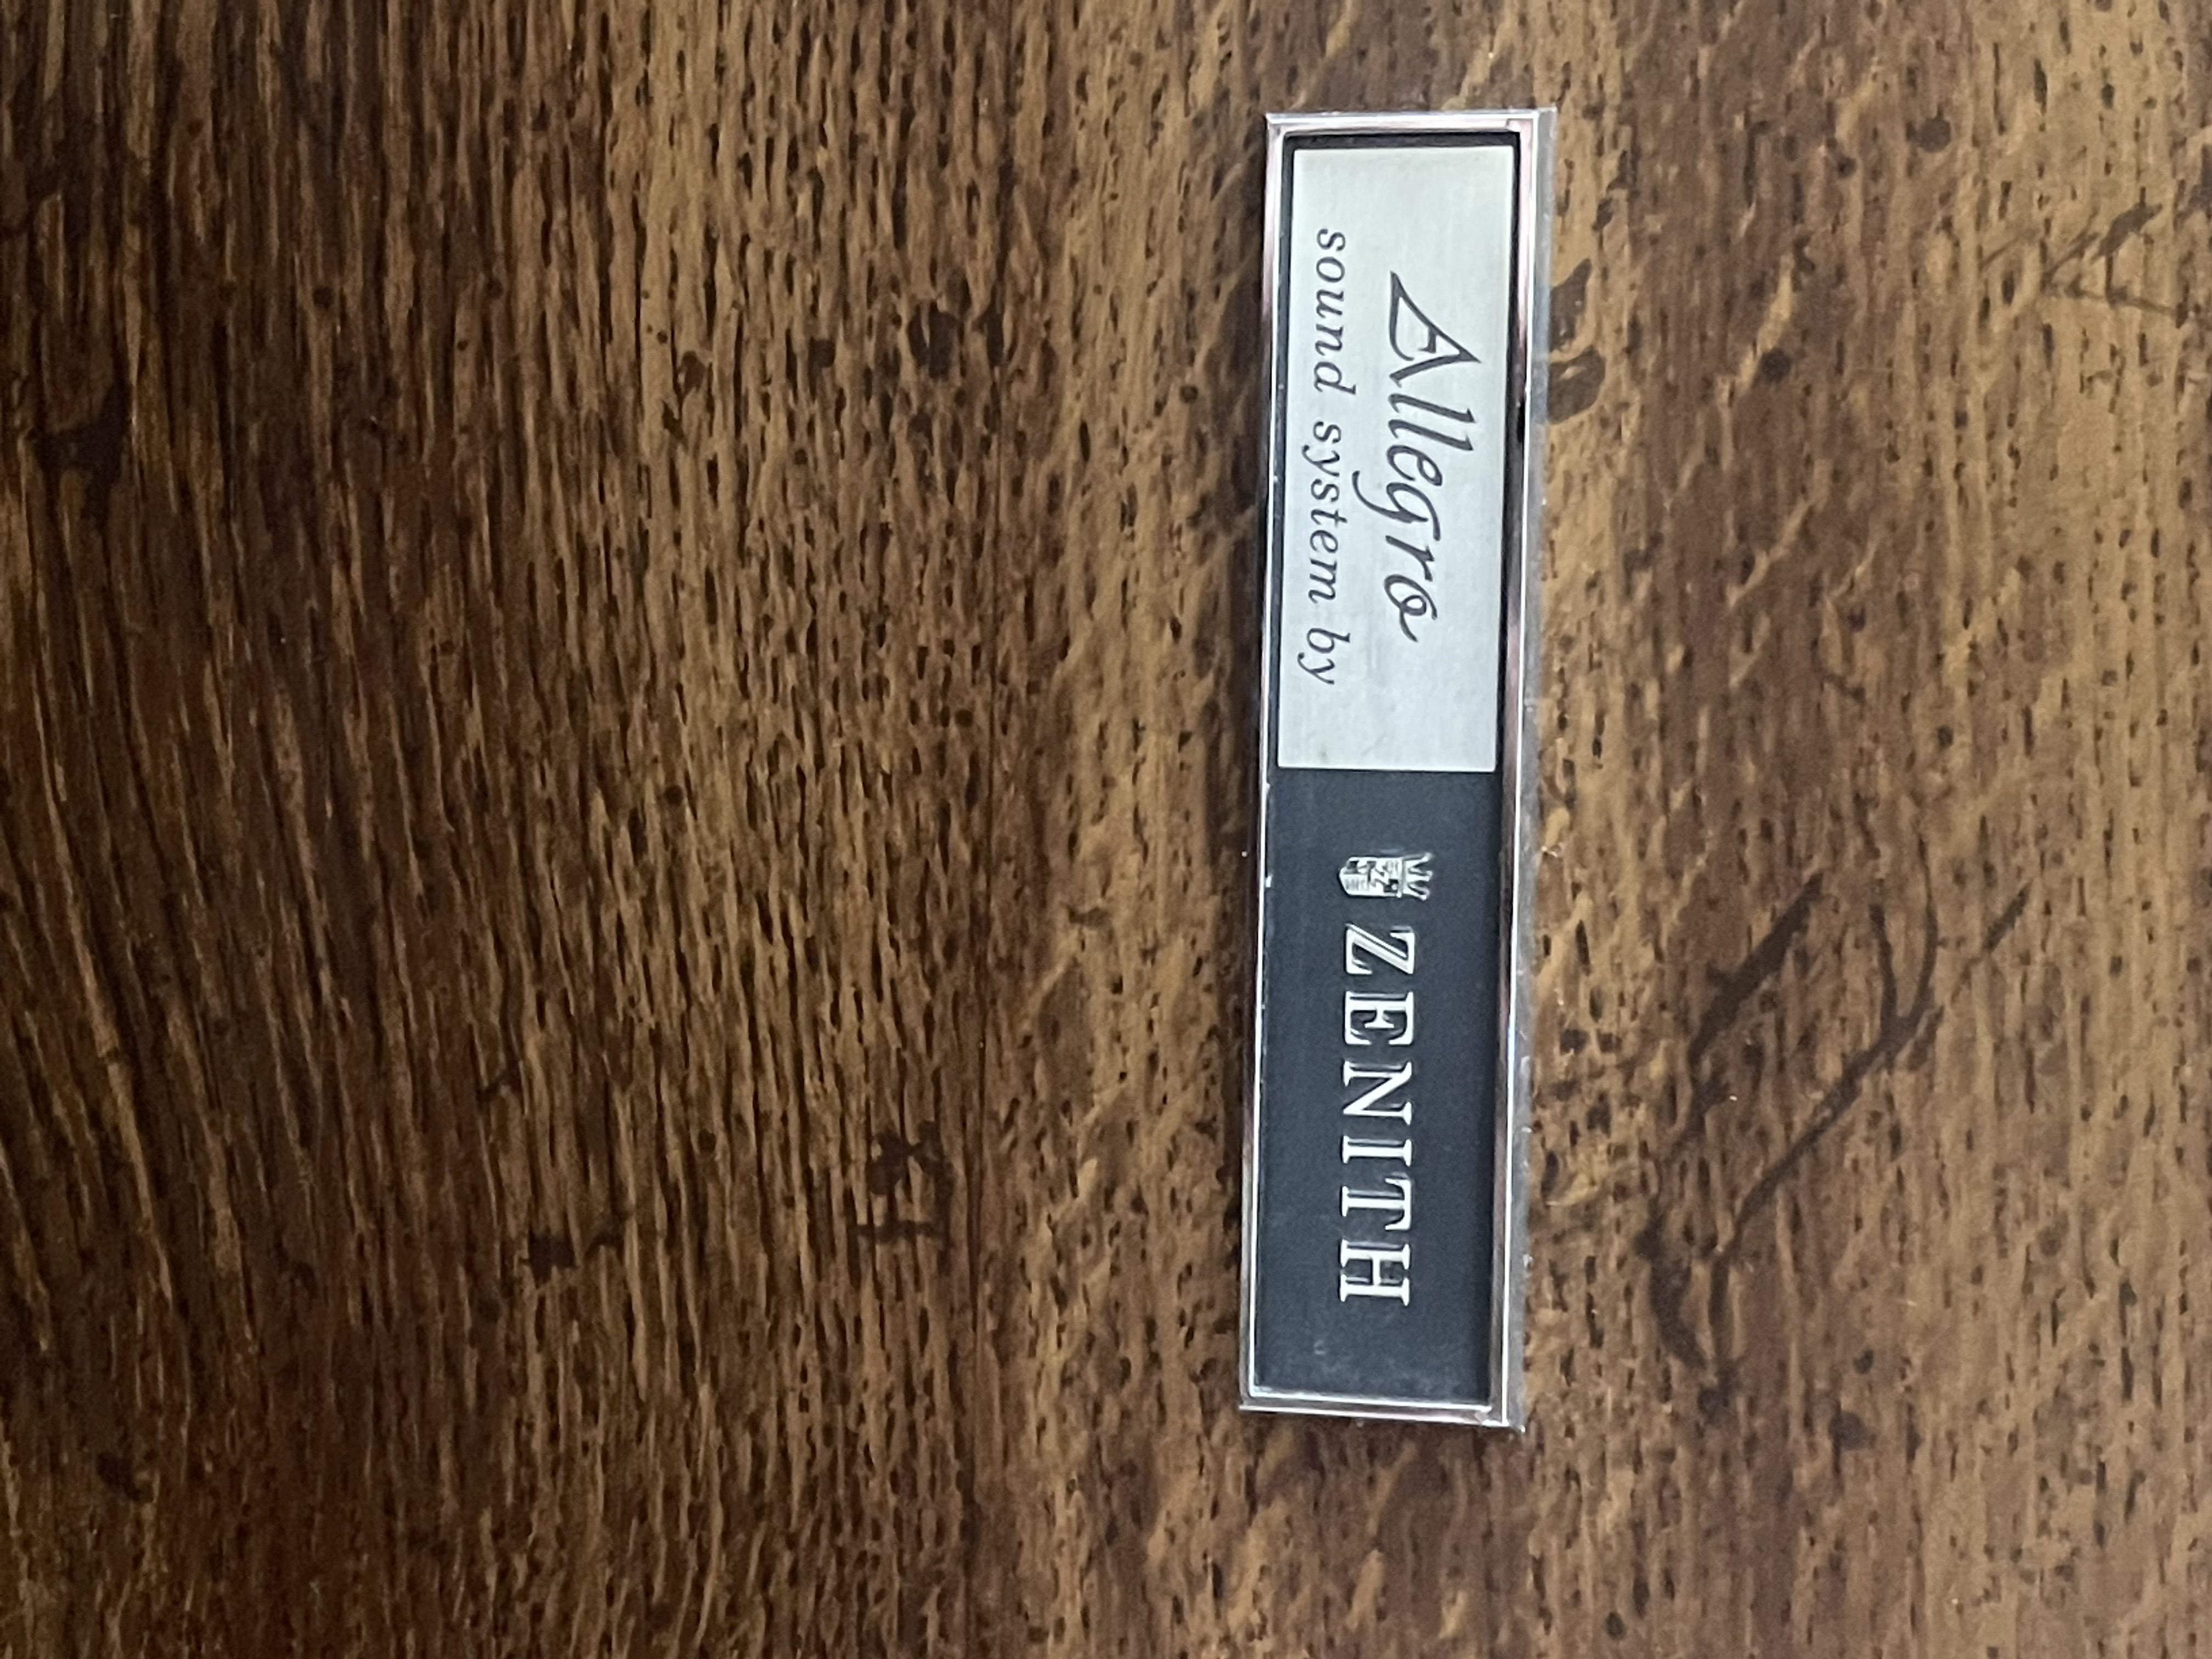 Allegro
sound system by
ZENITH